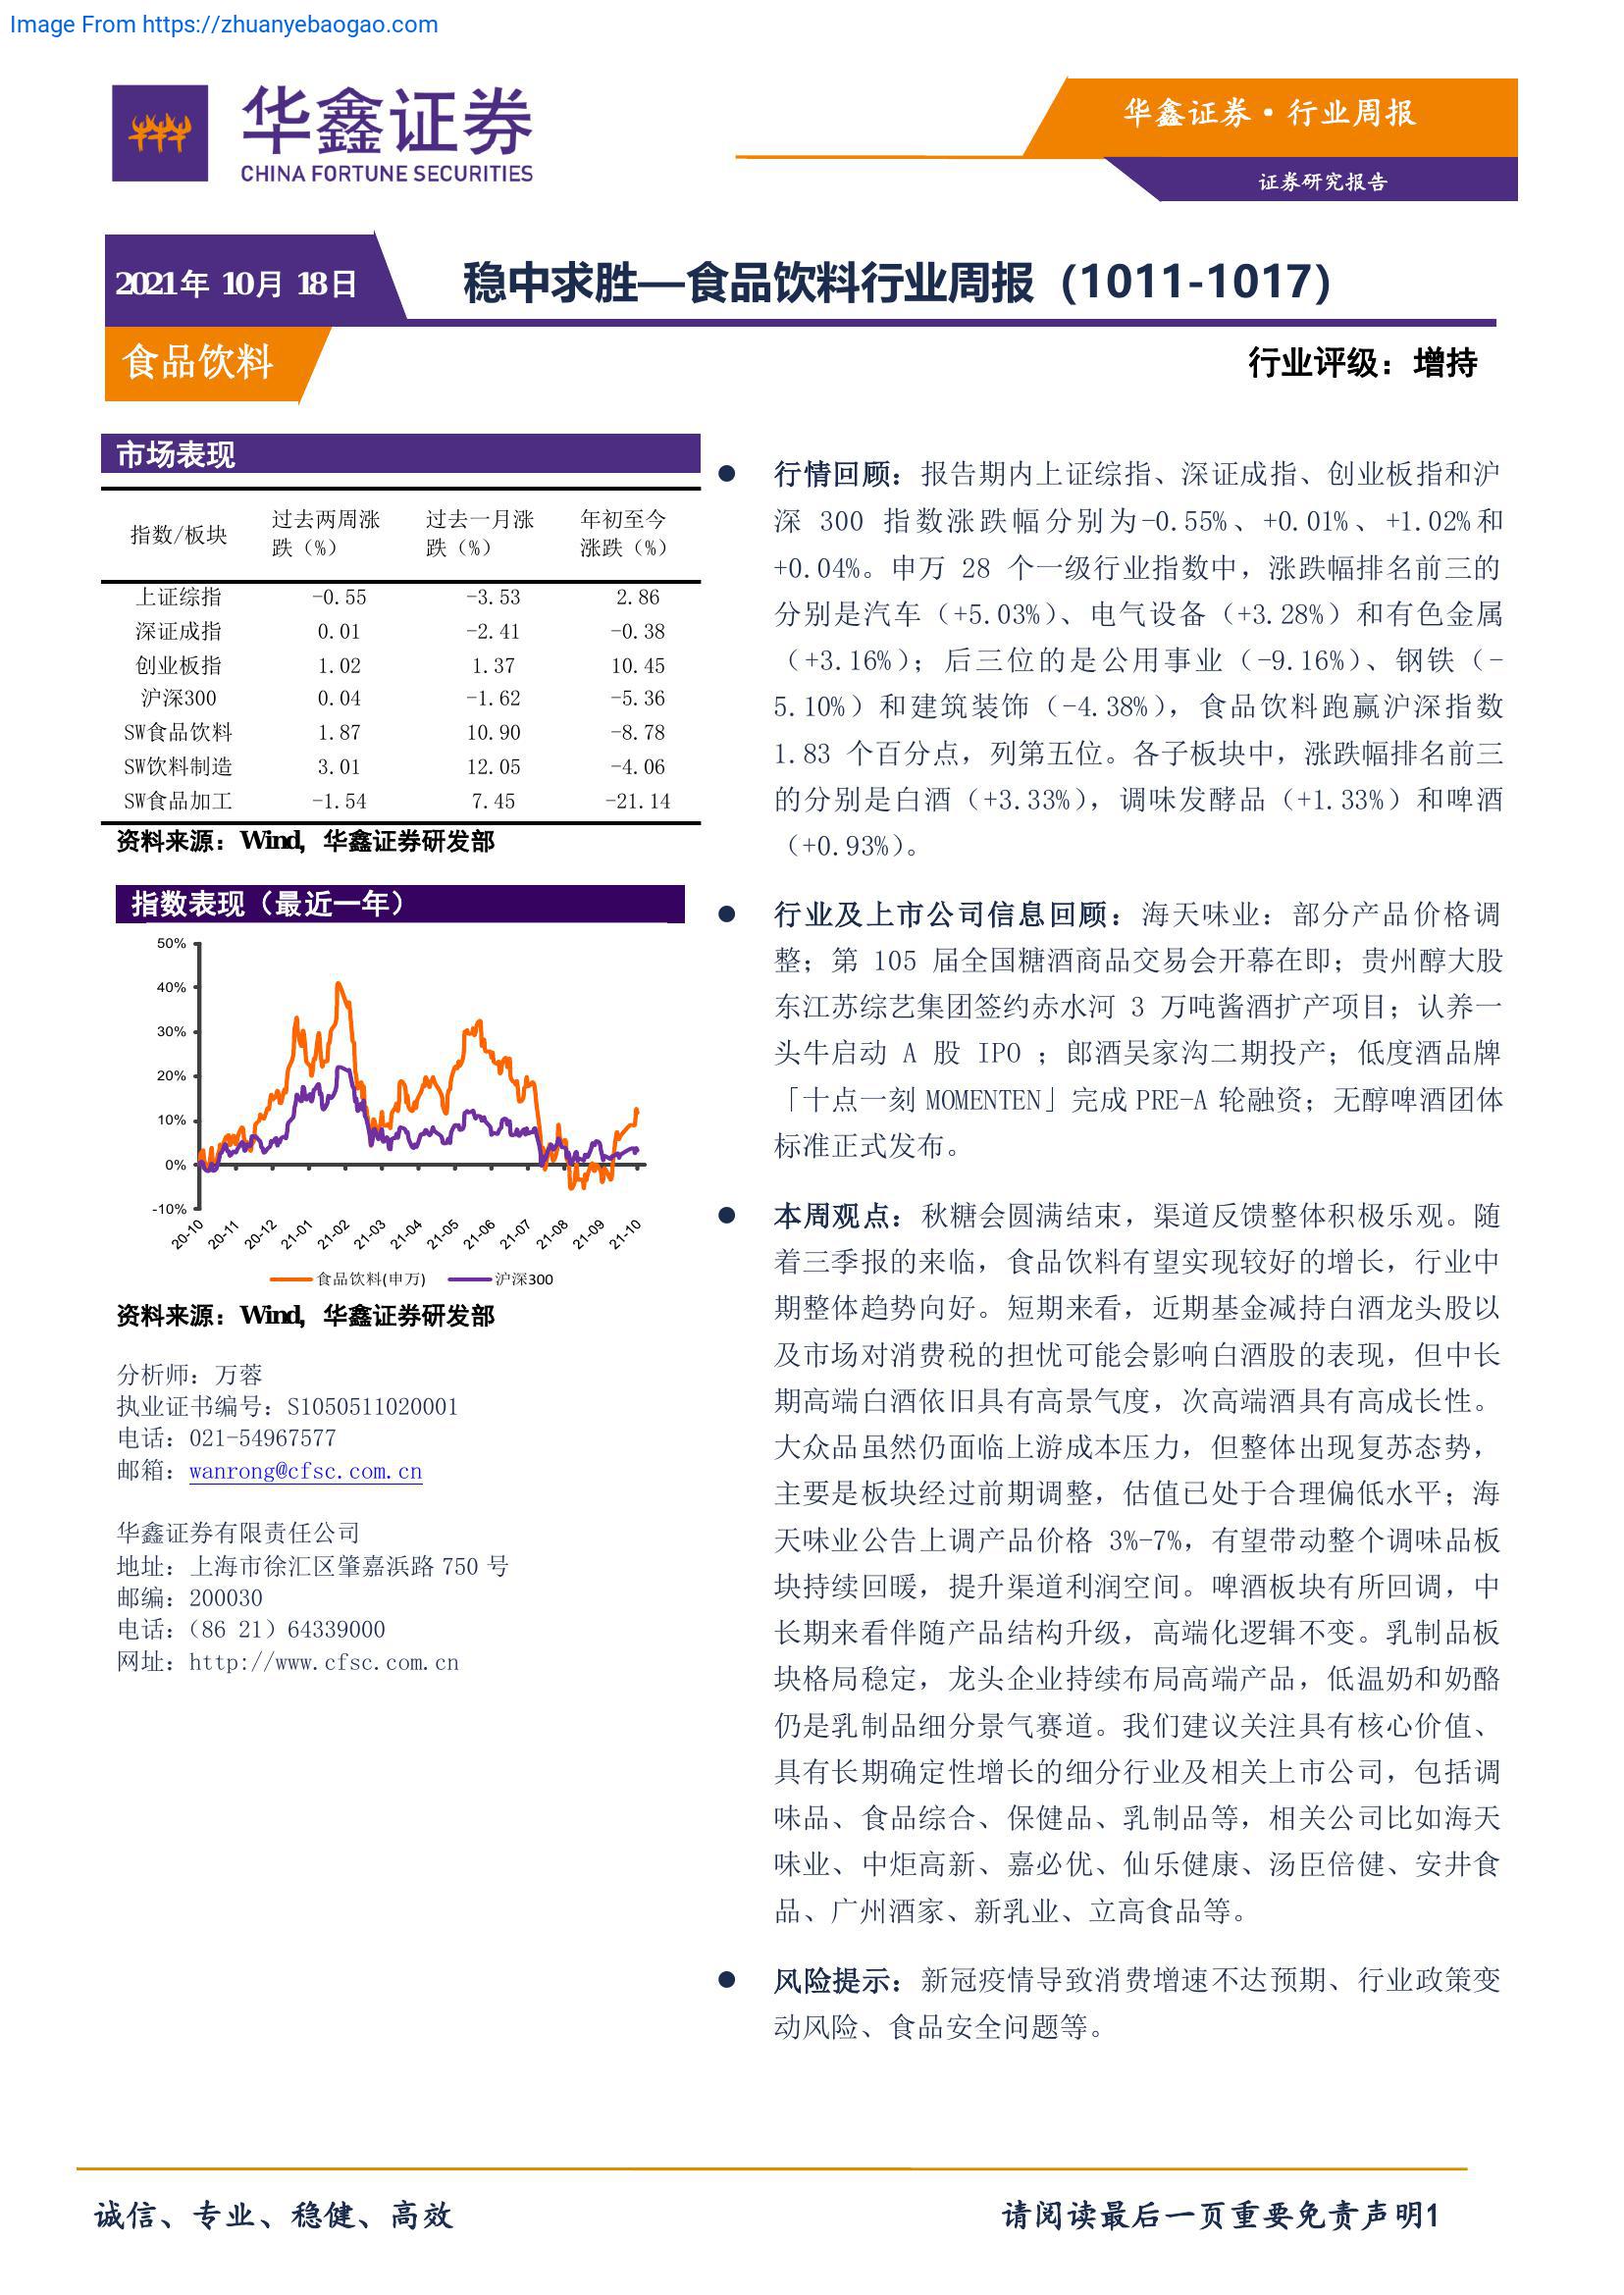 Image From https://zhuanyebaogao.com
华鑫证券
CHINA FORTUNE SECURITIES
华鑫证券·行业周报
证券研究报告
2021年 10月 18日
稳中求胜—食品饮料行业周报（1011-1017）
食品饮料
行业评级：增持
市场表现
指数/板块 过去两周涨跌（%） 过去一月涨跌（%） 年初至今涨跌（%）
上证综指 -0.55 -3.53 2.86
深证成指 0.01 -2.41 -0.38
创业板指 1.02 1.37 10.45
沪深300 0.04 -1.62 -5.36
SW食品饮料 1.87 10.90 -8.78
SW饮料制造 3.01 12.05 -4.06
SW食品加工 -1.54 7.45 -21.14
资料来源：Wind，华鑫证券研发部
指数表现（最近一年）
50%
40%
30%
20%
10%
0%
-10%
20-10 20-11 20-12 21-01 21-02 21-03 21-04 21-05 21-06 21-07 21-08 21-09 21-10
食品饮料(申万) 沪深300
资料来源：Wind，华鑫证券研发部
分析师：万蓉
执业证书编号：S1050511020001
电话：021-54967577
邮箱：wanrong@cfsc.com.cn
华鑫证券有限责任公司
地址：上海市徐汇区肇嘉浜路 750 号
邮编：200030
电话：（86 21）64339000
网址：http://www.cfsc.com.cn
● 行情回顾：报告期内上证综指、深证成指、创业板指和沪
深 300 指数涨跌幅分别为-0.55%、+0.01%、+1.02%和
+0.04%。申万 28 个一级行业指数中，涨跌幅排名前三的
分别是汽车（+5.03%）、电气设备（+3.28%）和有色金属
（+3.16%）；后三位的是公用事业（-9.16%）、钢铁（-
5.10%）和建筑装饰（-4.38%），食品饮料跑赢沪深指数
1.83 个百分点，列第五位。各子板块中，涨跌幅排名前三
的分别是白酒（+3.33%），调味发酵品（+1.33%）和啤酒
（+0.93%）。
● 行业及上市公司信息回顾：海天味业：部分产品价格调
整；第 105 届全国糖酒商品交易会开幕在即；贵州醇大股
东江苏综艺集团签约赤水河 3 万吨酱酒扩产项目；认养一
头牛启动 A 股 IPO ；郎酒吴家沟二期投产；低度酒品牌
「十点一刻 MOMENTEN」完成 PRE-A 轮融资；无醇啤酒团体
标准正式发布。
● 本周观点：秋糖会圆满结束，渠道反馈整体积极乐观。随
着三季报的来临，食品饮料有望实现较好的增长，行业中
期整体趋势向好。短期来看，近期基金减持白酒龙头股以
及市场对消费税的担忧可能会影响白酒股的表现，但中长
期高端白酒依旧具有高景气度，次高端酒具有高成长性。
大众品虽然仍面临上游成本压力，但整体出现复苏态势，
主要是板块经过前期调整，估值已处于合理偏低水平；海
天味业公告上调产品价格 3%-7%，有望带动整个调味品板
块持续回暖，提升渠道利润空间。啤酒板块有所回调，中
长期来看伴随产品结构升级，高端化逻辑不变。乳制品板
块格局稳定，龙头企业持续布局高端产品，低温奶和奶酪
仍是乳制品细分景气赛道。我们建议关注具有核心价值、
具有长期确定性增长的细分行业及相关上市公司，包括调
味品、食品综合、保健品、乳制品等，相关公司比如海天
味业、中炬高新、嘉必优、仙乐健康、汤臣倍健、安井食
品、广州酒家、新乳业、立高食品等。
● 风险提示：新冠疫情导致消费增速不达预期、行业政策变
动风险、食品安全问题等。
诚信、专业、稳健、高效
请阅读最后一页重要免责声明1